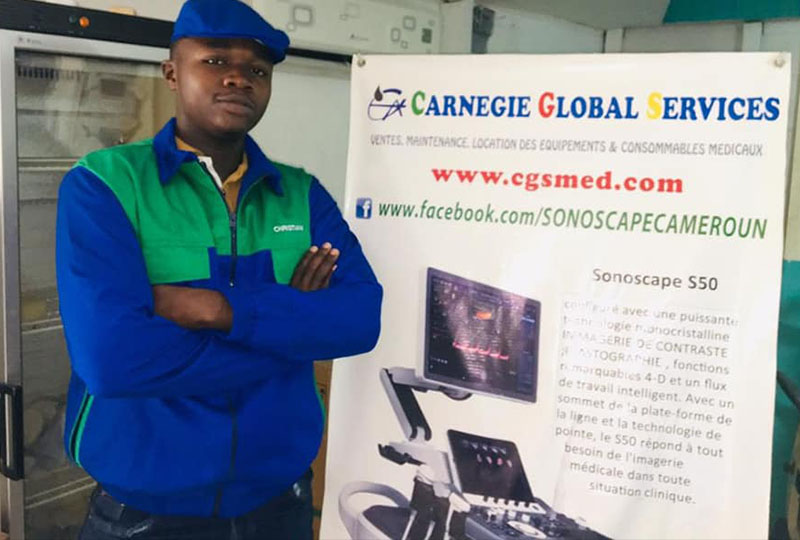 CARNEGIE GLOBAL SERVICES
VENTES, MAINTENANCE, LOCATION DES EQUIPEMENTS & CONSOMMABLES MEDICAUX
www.cgsmed.com
www.facebook.com/SONOSCAPECAMEROUN
Sonoscape S50
configuré avec une puissante
technologie monocristalline
IMAGERIE DE CONTRASTE
, fonctions
remarquables 4-D et un flux
de travail intelligent. Avec un
sommet de la plate-forme de
la ligne et la technologie de
pointe, le S50 répond à tout
besoin de l'imagerie
médicale dans toute
situation clinique.